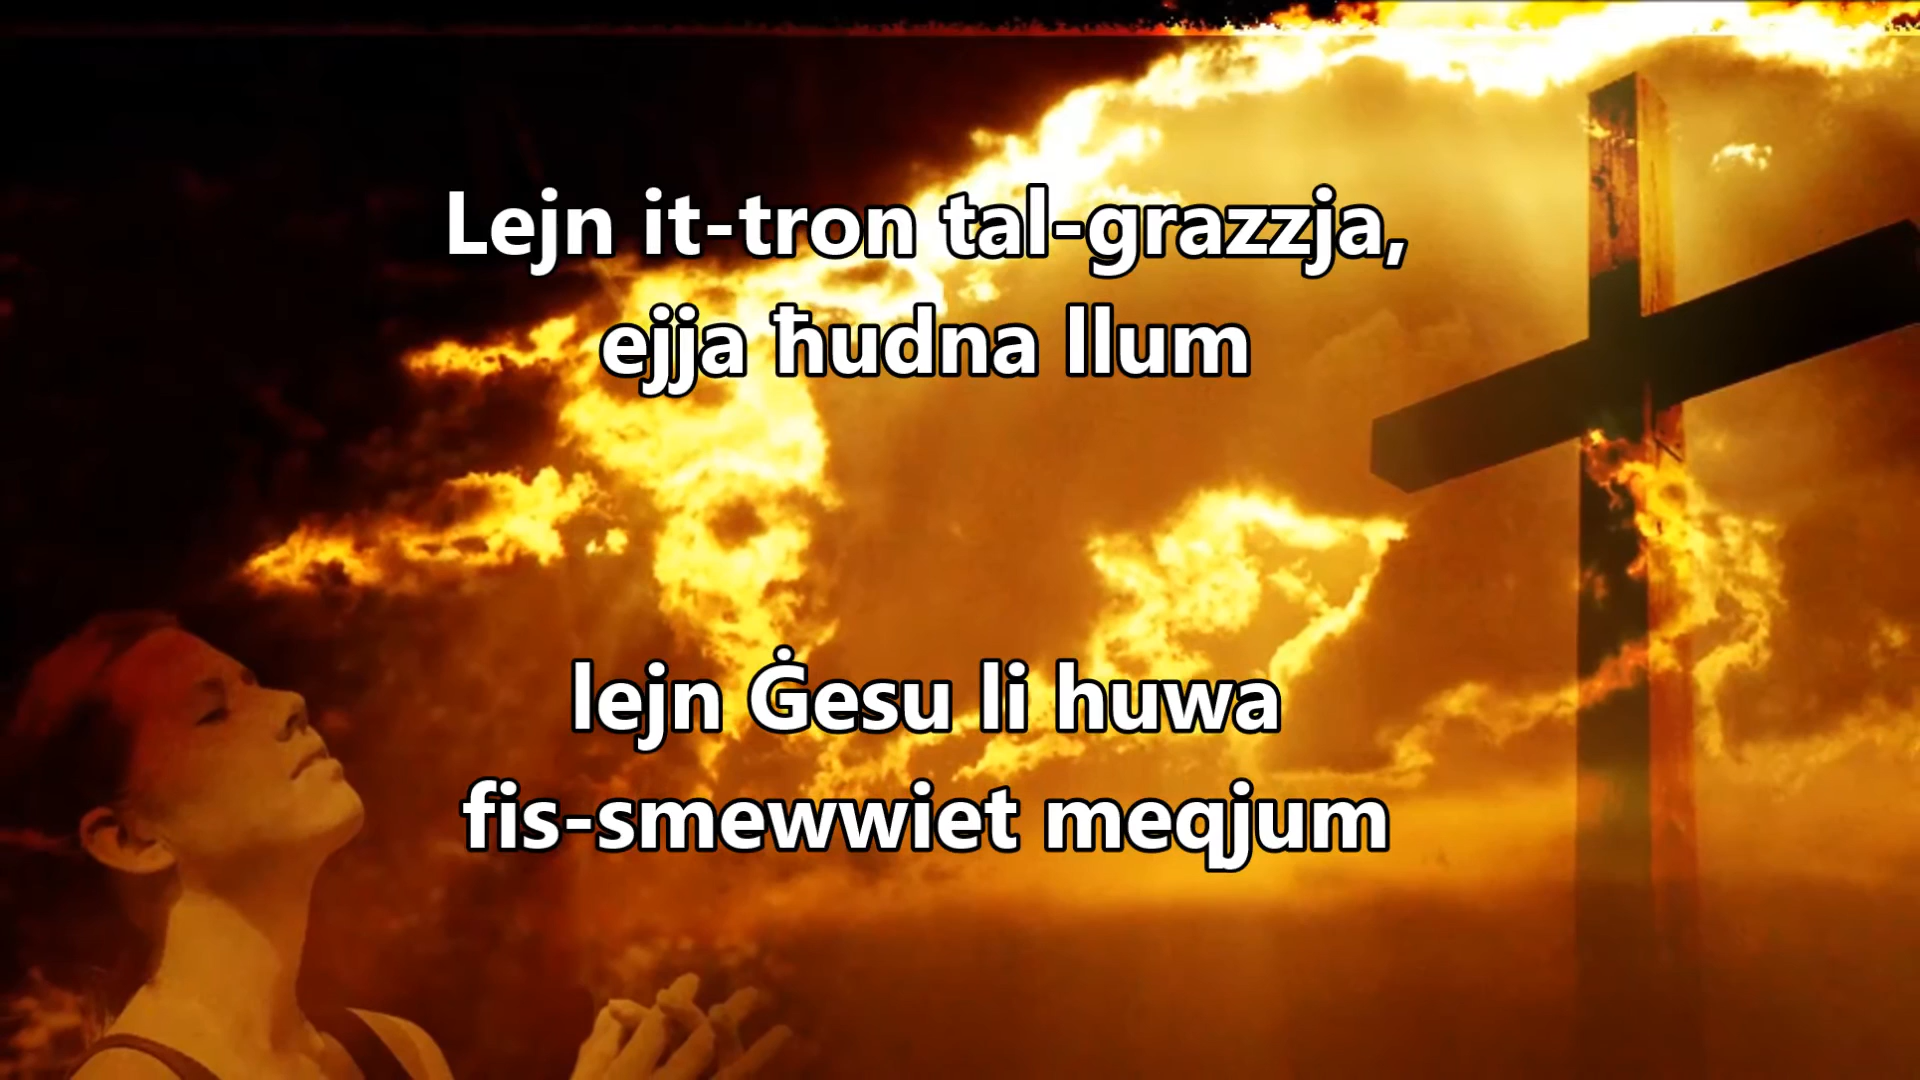 Lejn it-tron tal-grazzja,
ejja ħudna llum
lejn Ġesu li huwa
fis-smewwiet meqjum